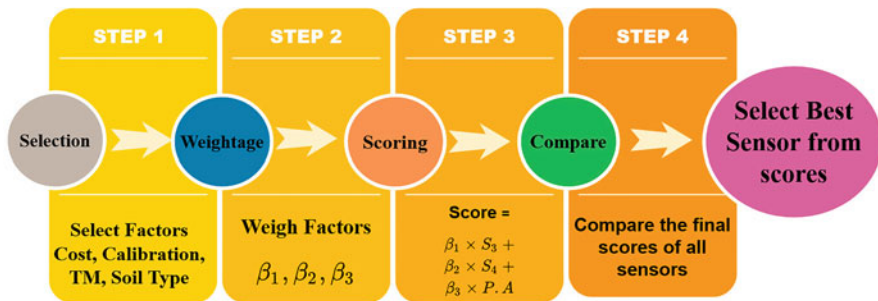 STEP 1
STEP 2
STEP 3
STEP 4
Selection
Weightage
Scoring
Compare
Select Best
Sensor from
scores
Select Factors
Cost, Calibration,
TM, Soil Type
Weigh Factors
β₁, β₂, β₃
Score =
β₁ × S₃ +
β₂ × S₄ +
β₃ × P.A
Compare the final
scores of all
sensors